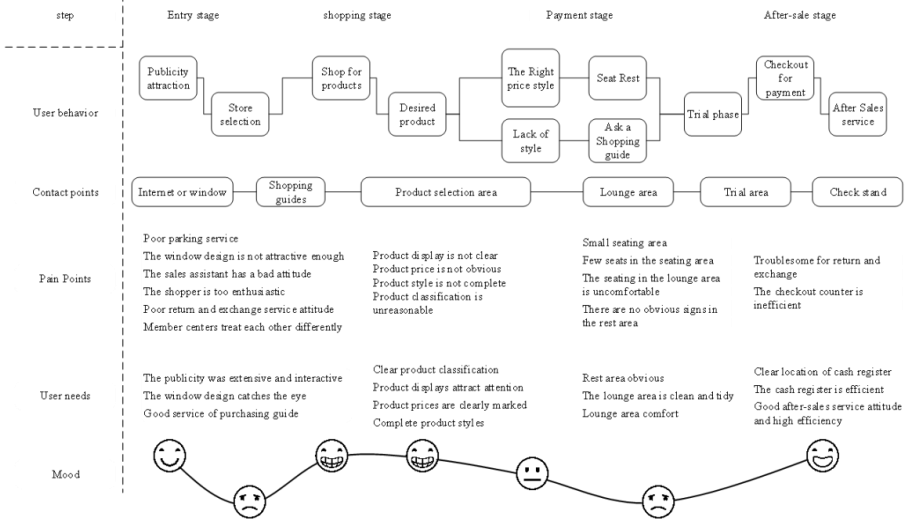 step
Entry stage
shopping stage
Payment stage
After-sale stage
User behavior
Publicity
attraction
Store
selection
Shop for
products
Desired
product
The Right
price style
Lack of
style
Seat Rest
Ask a
Shopping
guide
Trial phase
Checkout
for
payment
After Sales
service
Contact points
Internet or window
Shopping
guides
Product selection area
Lounge area
Trial area
Check stand
Pain Points
Poor parking service
The window design is not attractive enough
The sales assistant has a bad attitude
The shopper is too enthusiastic
Poor return and exchange service attitude
Member centers treat each other differently
Product display is not clear
Product price is not obvious
Product style is not complete
Product classification is
unreasonable
Small seating area
Few seats in the seating area
The seating in the lounge area
is uncomfortable
There are no obvious signs in
the rest area
Troublesome for return and
exchange
The checkout counter is
inefficient
User needs
The publicity was extensive and interactive
The window design catches the eye
Good service of purchasing guide
Clear product classification
Product displays attract attention
Product prices are clearly marked
Complete product styles
Rest area obvious
The lounge area is clean and tidy
Lounge area comfort
Clear location of cash register
The cash register is efficient
Good after-sales service attitude
and high efficiency
Mood